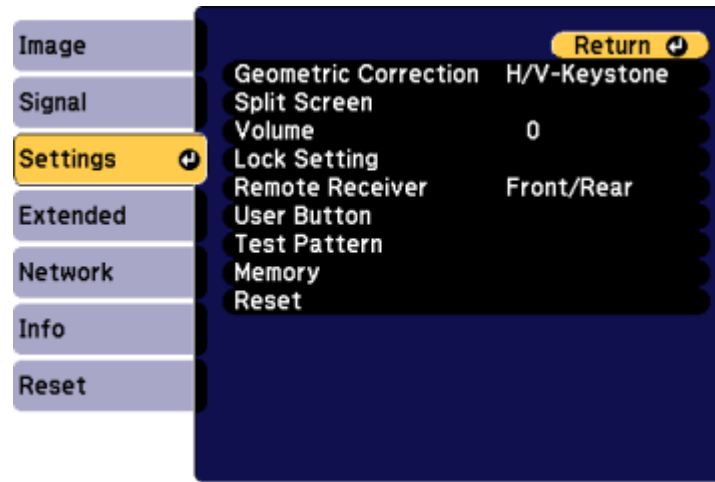 Image
Signal
Settings
Extended
Network
Info
Reset
Return
Geometric Correction H/V-Keystone
Split Screen
Volume 0
Lock Setting
Remote Receiver Front/Rear
User Button
Test Pattern
Memory
Reset